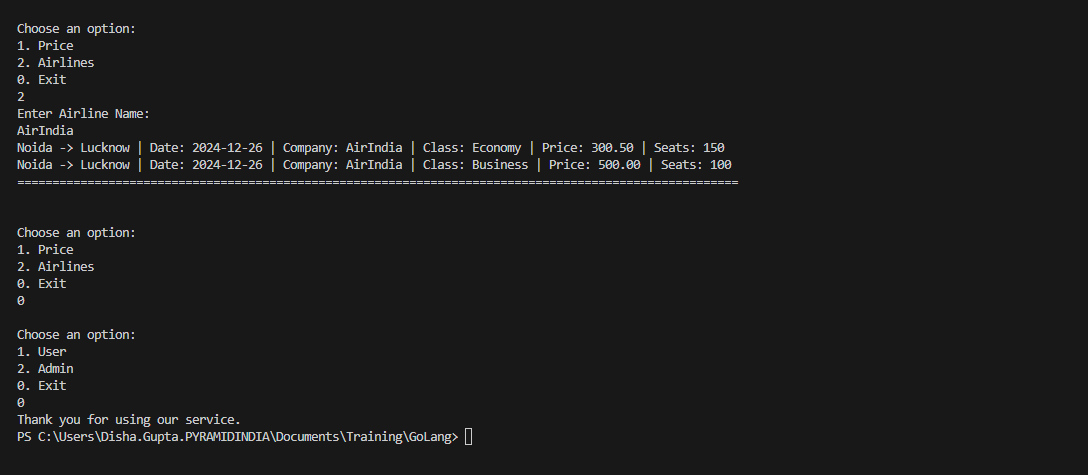 Choose an option:
1. Price
2. Airlines
0. Exit
2
Enter Airline Name:
AirIndia
Noida -> Lucknow | Date: 2024-12-26 | Company: AirIndia | Class: Economy | Price: 300.50 | Seats: 150
Noida -> Lucknow | Date: 2024-12-26 | Company: AirIndia | Class: Business | Price: 500.00 | Seats: 100
=======================================================================================================
Choose an option:
1. Price
2. Airlines
0. Exit
0
Choose an option:
1. User
2. Admin
0. Exit
0
Thank you for using our service.
PS C:\Users\Disha.Gupta.PYRAMIDINDIA\Documents\Training\GoLang>